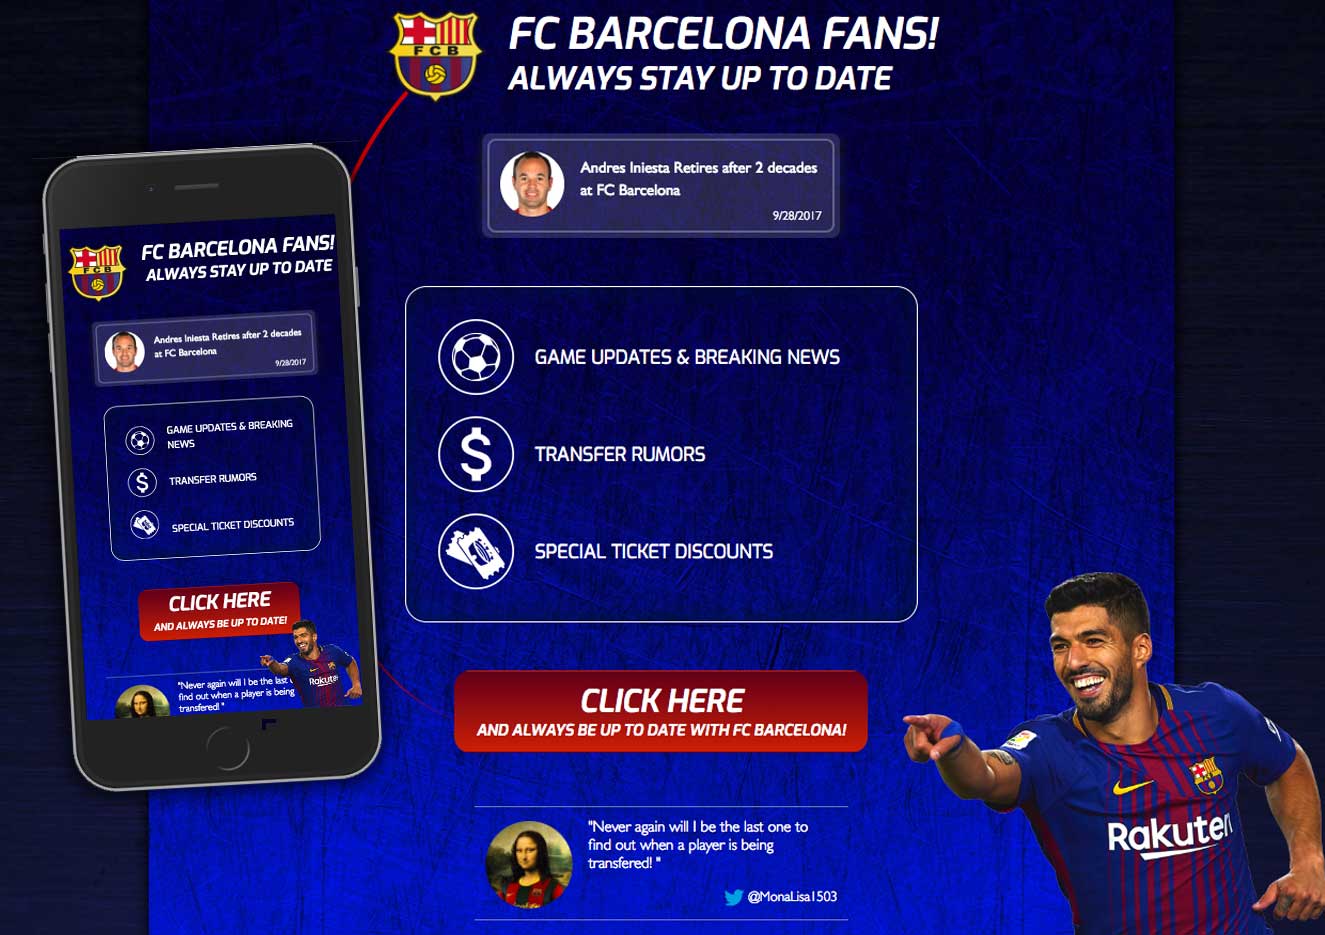 FC BARCELONA FANS!
ALWAYS STAY UP TO DATE
FCB
Andres Iniesta Retires after 2 decades
at FC Barcelona
9/28/2017
GAME UPDATES & BREAKING NEWS
TRANSFER RUMORS
SPECIAL TICKET DISCOUNTS
CLICK HERE
AND ALWAYS BE UP TO DATE WITH FC BARCELONA!
"Never again will I be the last one to
find out when a player is being
transfered! "
@MonaLisa1503
Rakuten
FC BARCELONA FANS!
ALWAYS STAY UP TO DATE
FCB
Andres Iniesta Retires after 2 decades
at FC Barcelona
9/28/2017
GAME UPDATES & BREAKING
NEWS
TRANSFER RUMORS
SPECIAL TICKET DISCOUNTS
CLICK HERE
AND ALWAYS BE UP TO DATE!
"Never again will I be the last
find out when a player is being
transfered! "
Rakuten